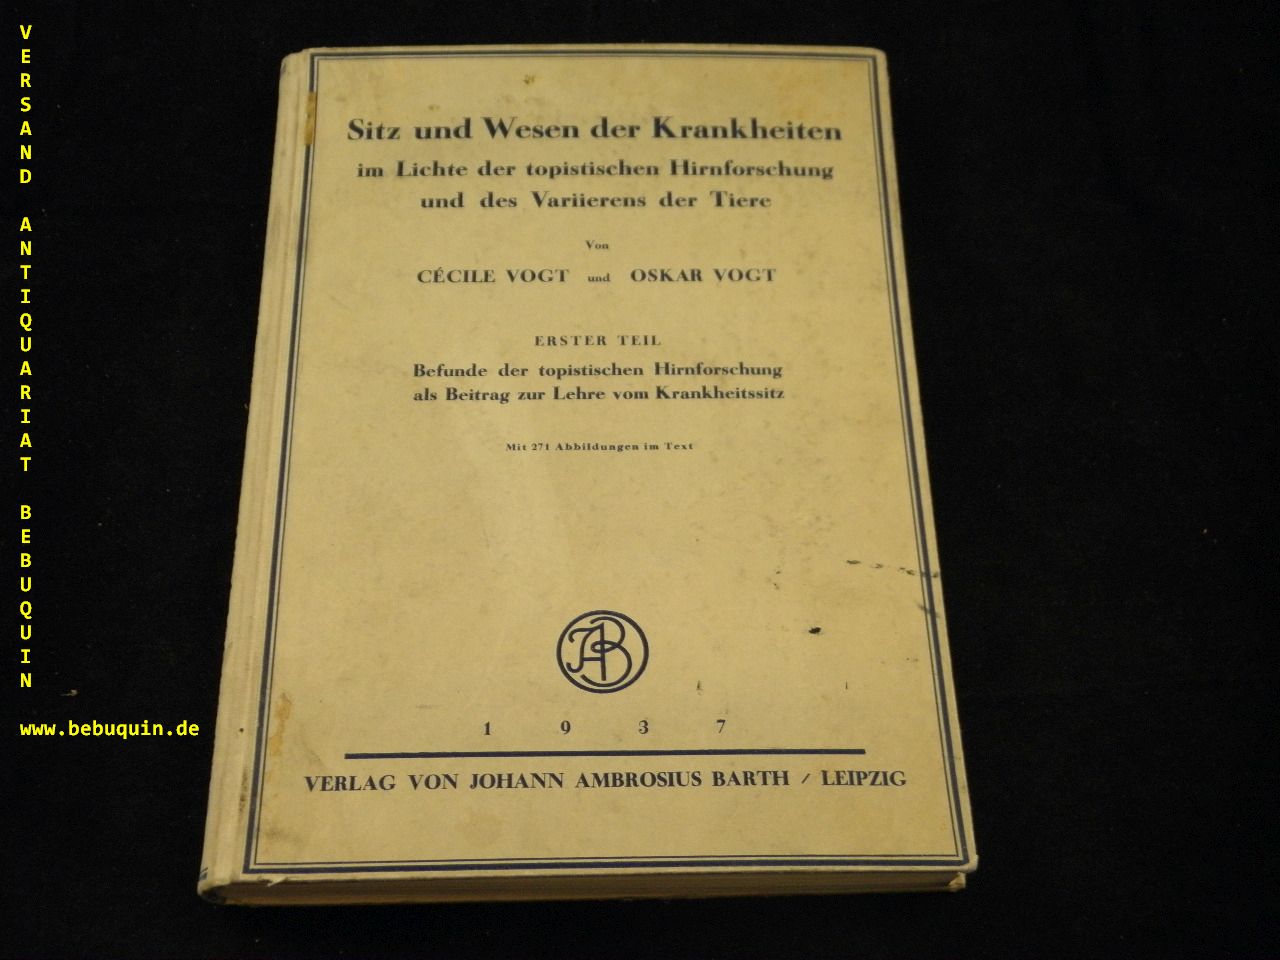 VERSAND ANTIQUARIAT BEBUQUIN
www.bebuquin.de
Sitz und Wesen der Krankheiten
im Lichte der topistischen Hirnforschung
und des Variierens der Tiere
Von
CÉCILE VOGT und OSKAR VOGT
ERSTER TEIL
Befunde der topistischen Hirnforschung
als Beitrag zur Lehre vom Krankheitssitz
Mit 271 Abbildungen im Text
JAB
1 9 3 7
VERLAG VON JOHANN AMBROSIUS BARTH / LEIPZIG